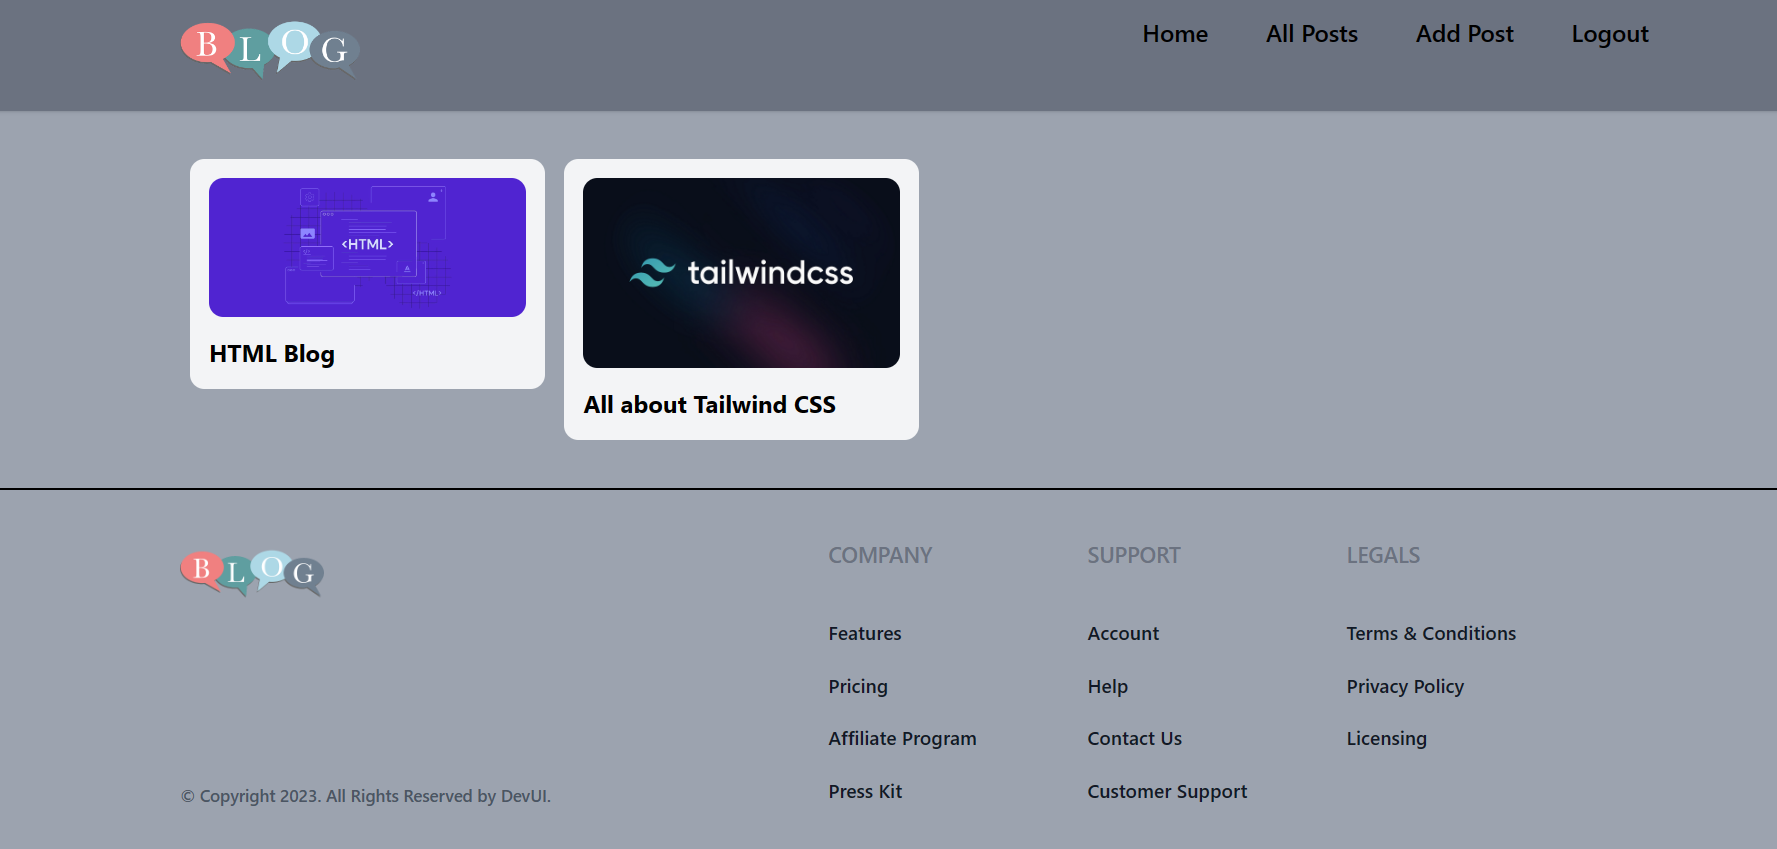 BLOG
Home All Posts Add Post Logout
<HTML>
</HTML>
HTML Blog
tailwindcss
All about Tailwind CSS
BLOG
© Copyright 2023. All Rights Reserved by DevUI.
COMPANY
Features
Pricing
Affiliate Program
Press Kit
SUPPORT
Account
Help
Contact Us
Customer Support
LEGALS
Terms & Conditions
Privacy Policy
Licensing